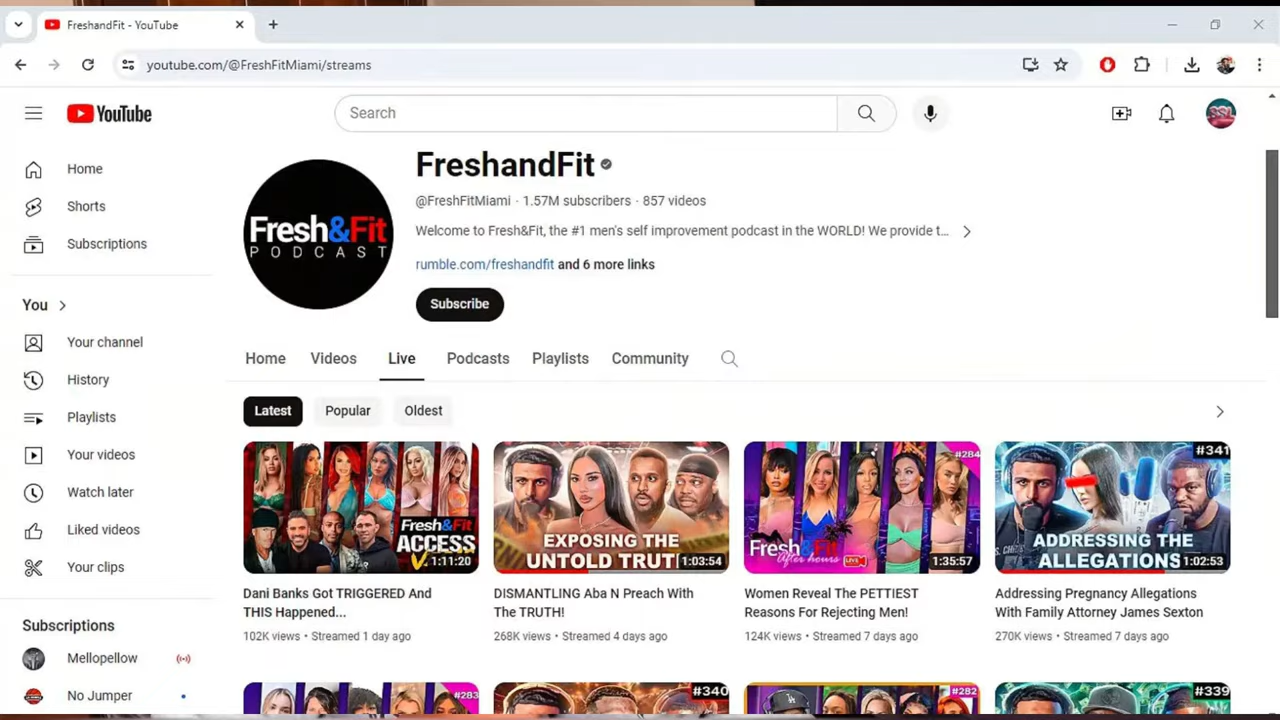 FreshandFit - YouTube
youtube.com/@FreshFitMiami/streams
YouTube
Search
SSL
Home
Shorts
Subscriptions
You
Your channel
History
Playlists
Your videos
Watch later
Liked videos
Your clips
Subscriptions
Mellopellow
No Jumper
Fresh&Fit
PODCAST
FreshandFit
@FreshFitMiami · 1.57M subscribers · 857 videos
Welcome to Fresh&Fit, the #1 men's self improvement podcast in the WORLD! We provide t...
rumble.com/freshandfit and 6 more links
Subscribe
Home Videos Live Podcasts Playlists Community
Latest Popular Oldest
Fresh&Fit
ACCESS
1:11:20
Dani Banks Got TRIGGERED And
THIS Happened...
102K views • Streamed 1 day ago
EXPOSING THE
UNTOLD TRUT
1:03:54
DISMANTLING Aba N Preach With
The TRUTH!
268K views • Streamed 4 days ago
#284
Fresh&Fit
After hours
LIVE
1:35:57
Women Reveal The PETTIEST
Reasons For Rejecting Men!
124K views • Streamed 7 days ago
#341
ADDRESSING THE
ALLEGATIONS
1:02:53
Addressing Pregnancy Allegations
With Family Attorney James Sexton
270K views • Streamed 7 days ago
#283
#340
#282
#339